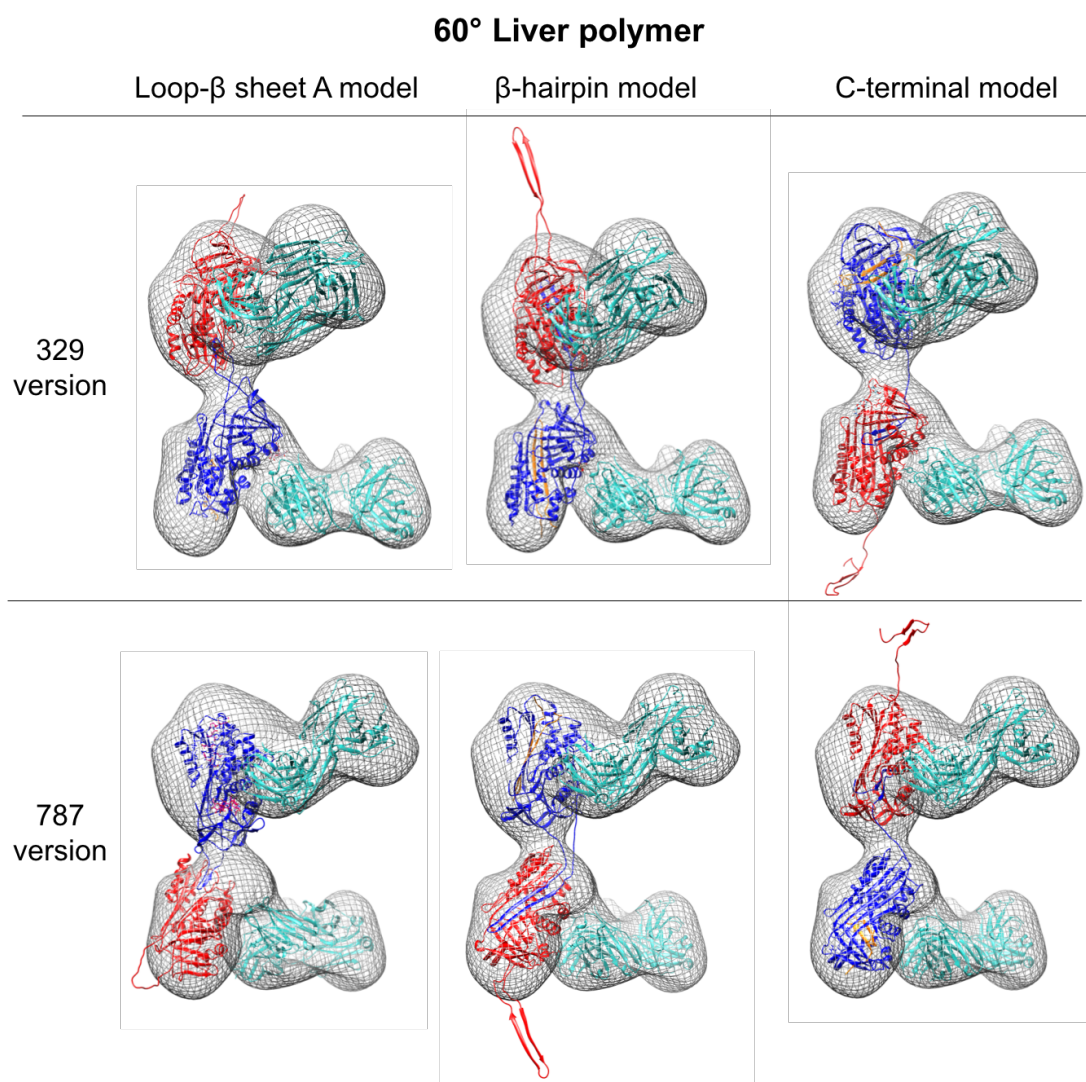 60° Liver polymer
Loop-β sheet A model
β-hairpin model
C-terminal model
329
version
787
version